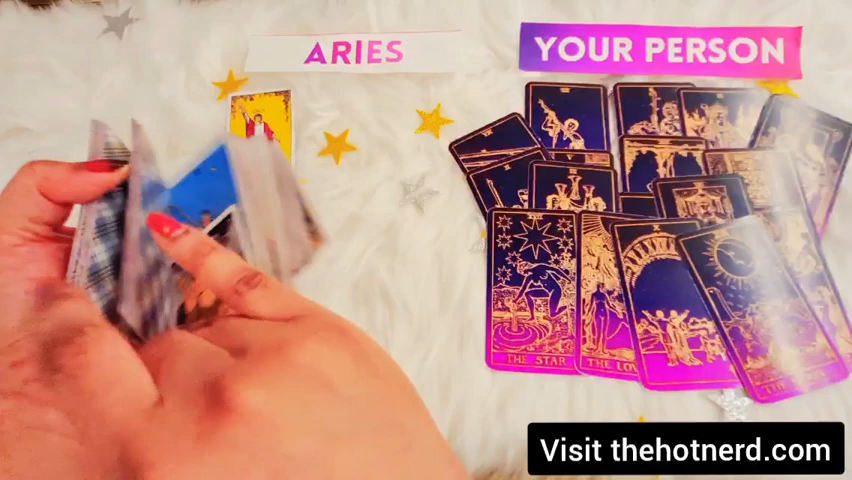 ARIES
YOUR PERSON
THE STAR
THE LOV
Visit thehotnerd.com